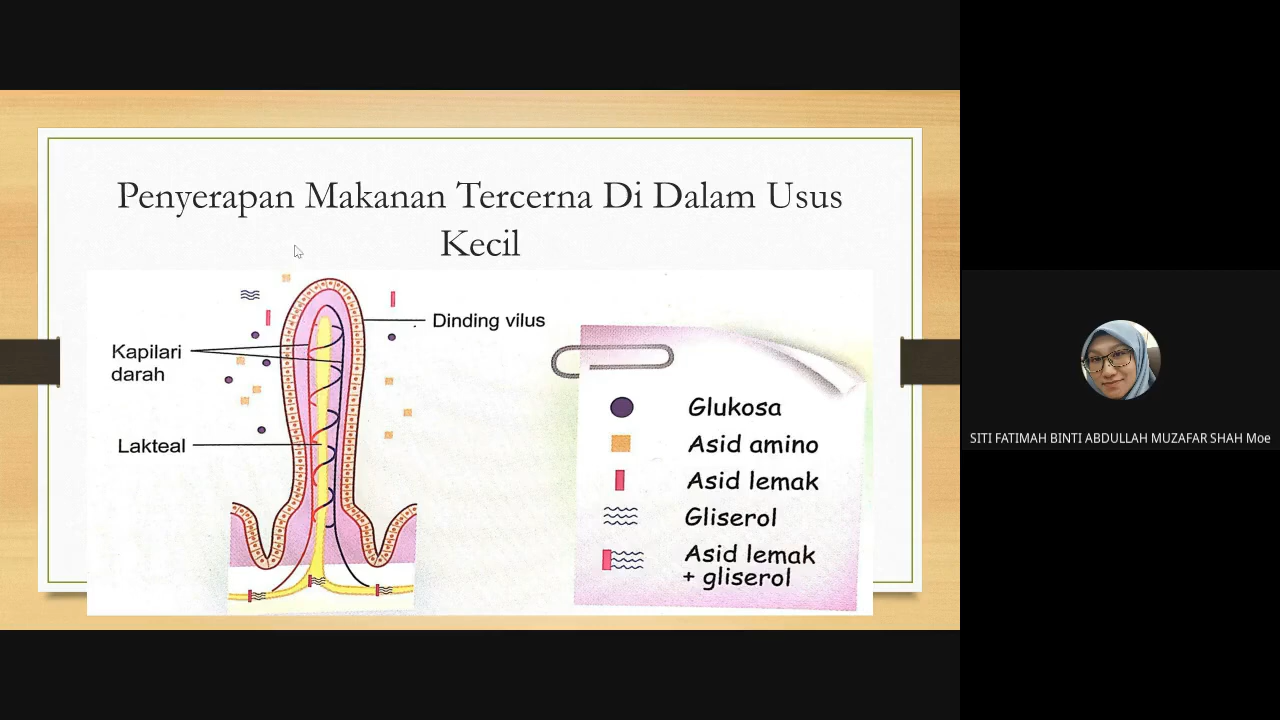 Penyerapan Makanan Tercerna Di Dalam Usus
Kecil
Dinding vilus
Kapilari
darah
Lakteal
Glukosa
Asid amino
Asid lemak
Gliserol
Asid lemak
+ gliserol
SITI FATIMAH BINTI ABDULLAH MUZAFAR SHAH Moe